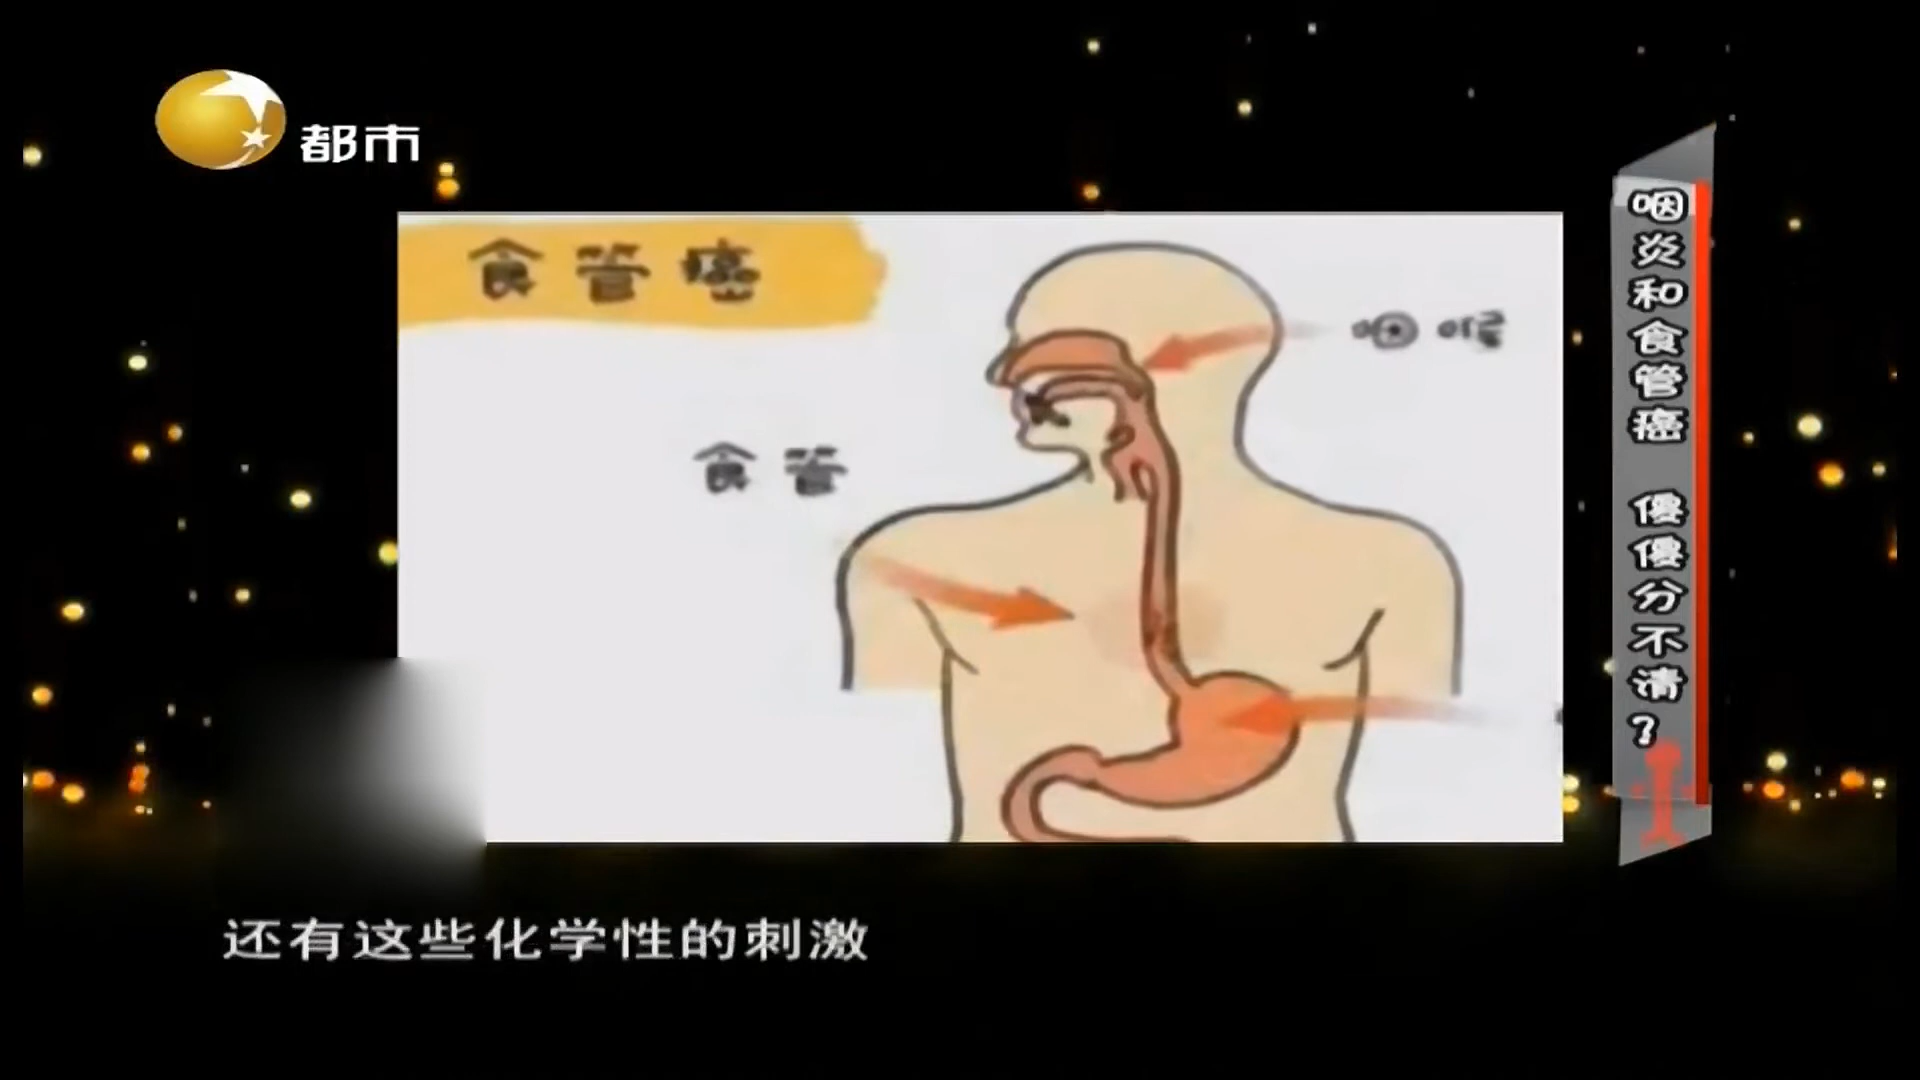 都市
食管癌
咽喉
食管
咽炎和食管癌 傻傻分不清?
还有这些化学性的刺激